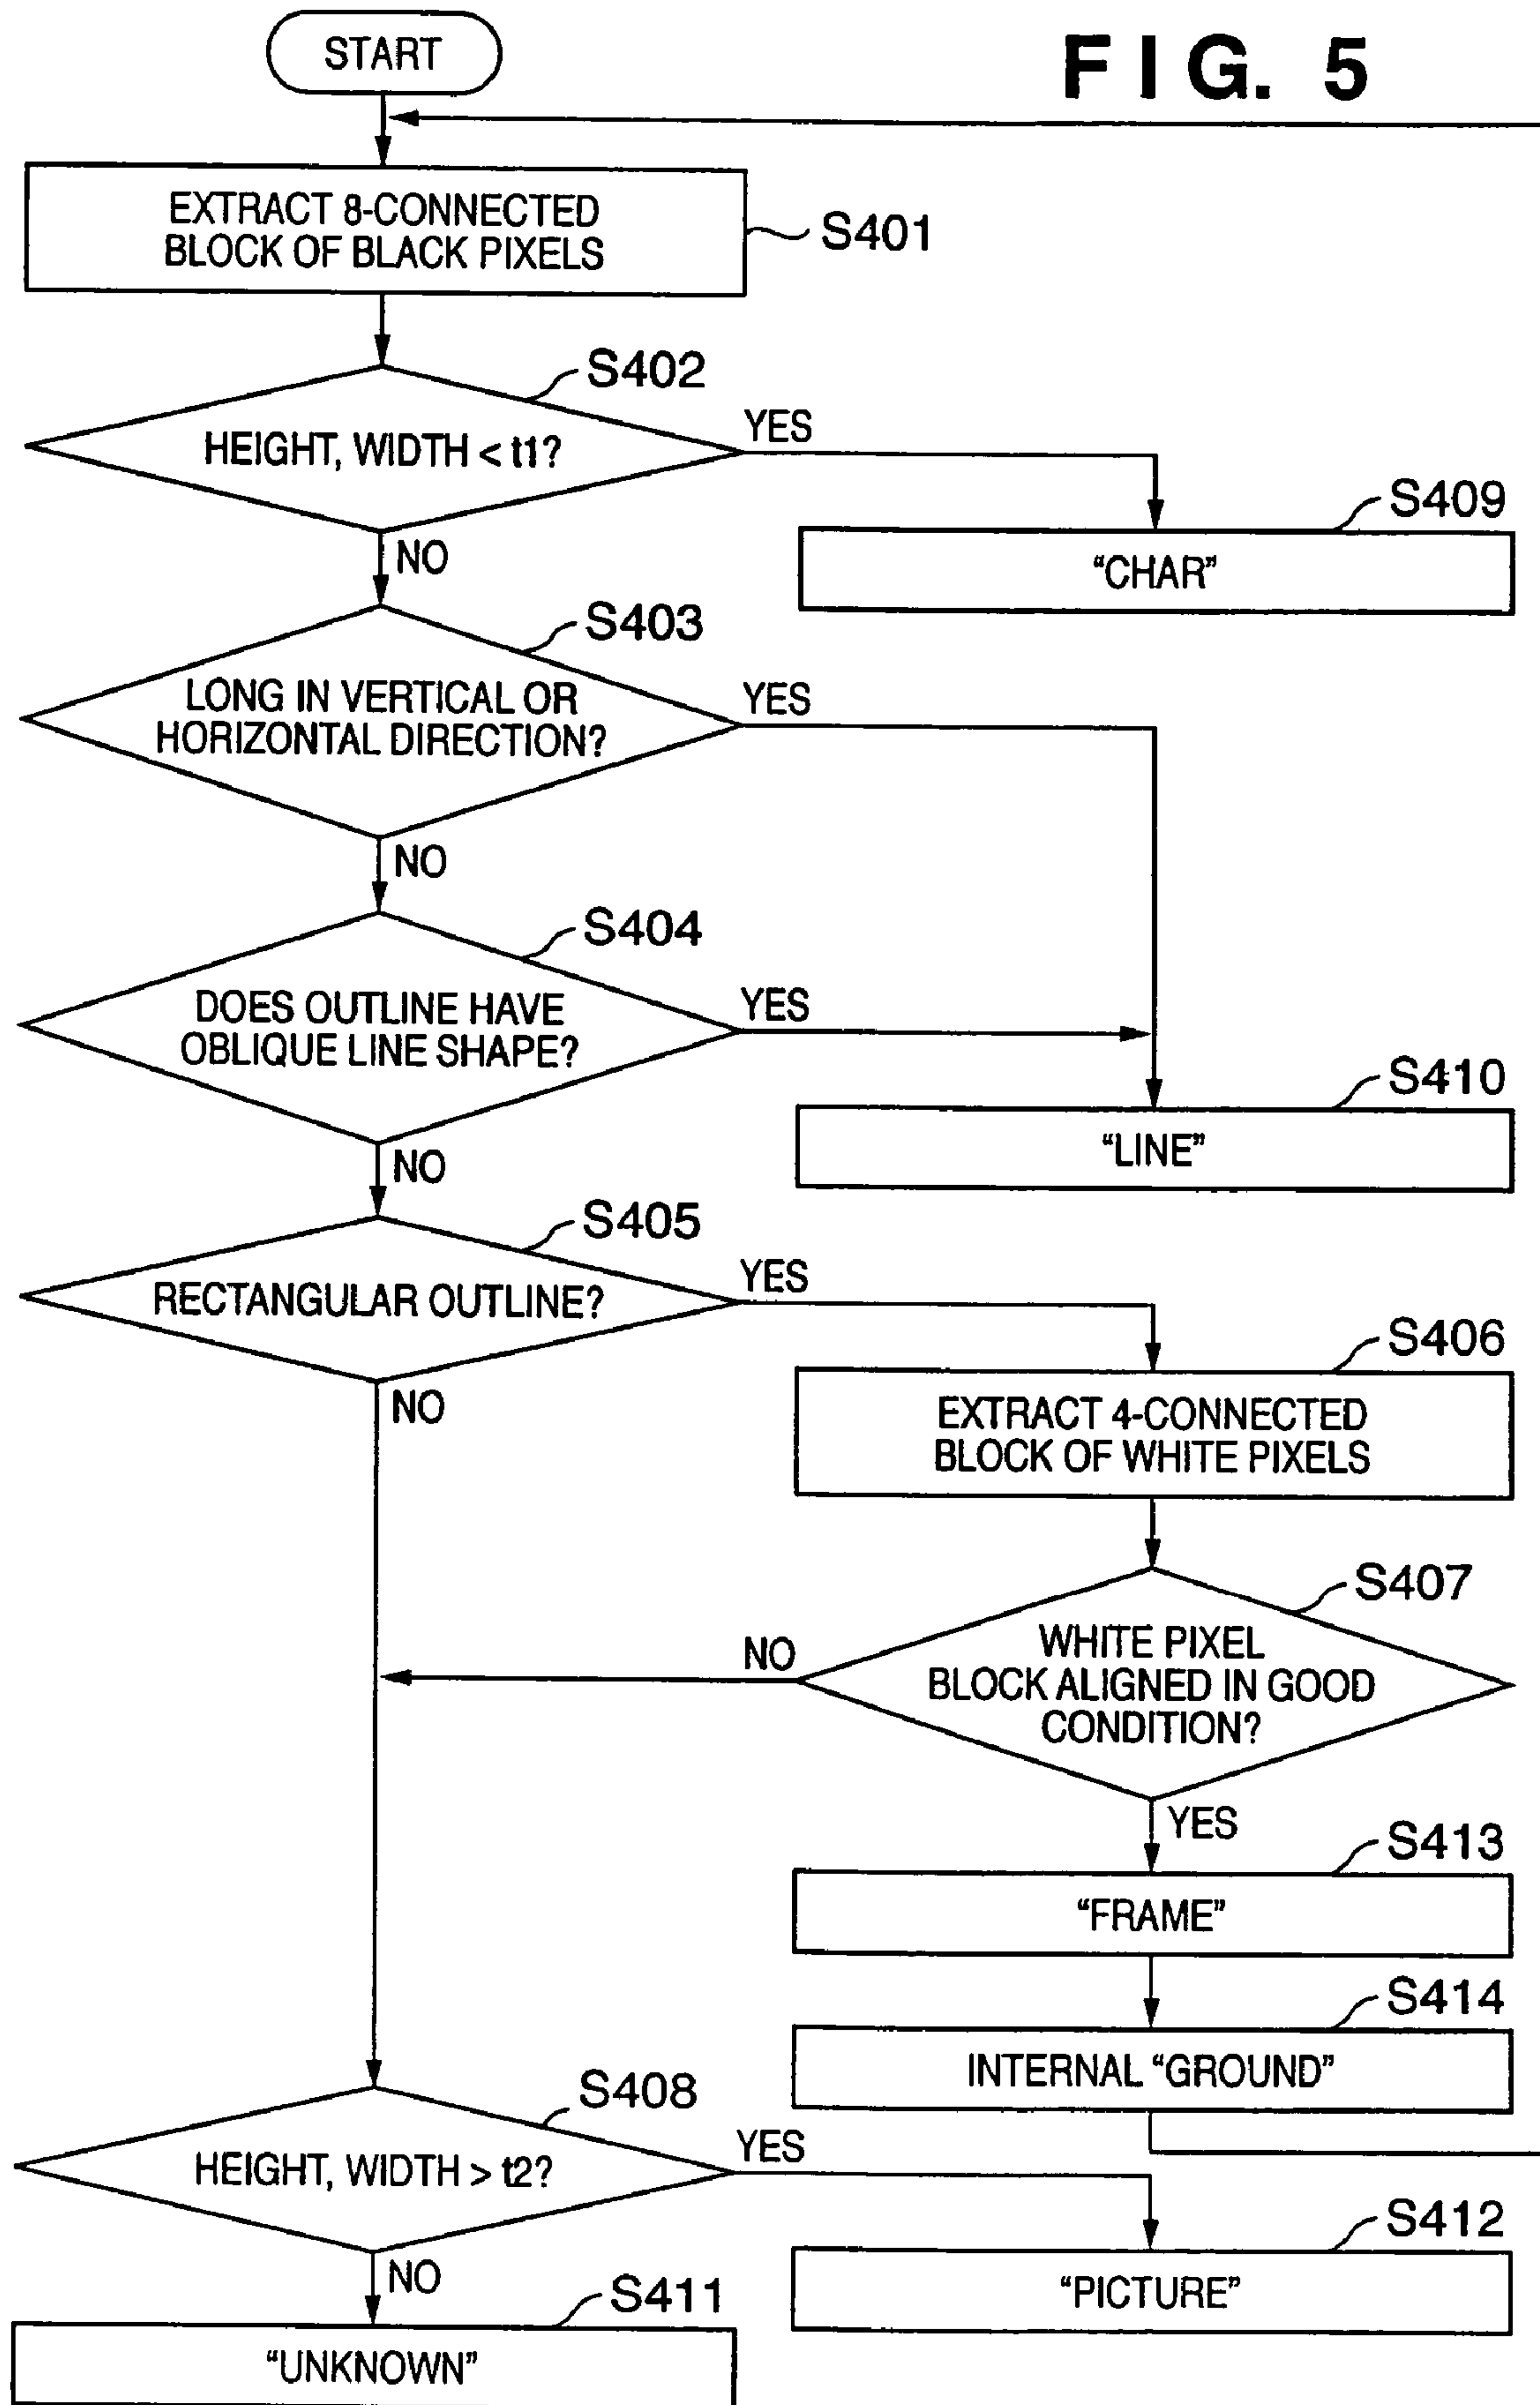 FIG. 5
START
EXTRACT 8-CONNECTED
BLOCK OF BLACK PIXELS
S401
S402
HEIGHT, WIDTH < t1?
YES
NO
S409
“CHAR”
S403
LONG IN VERTICAL OR
HORIZONTAL DIRECTION?
YES
NO
S404
DOES OUTLINE HAVE
OBLIQUE LINE SHAPE?
YES
NO
S410
“LINE”
S405
RECTANGULAR OUTLINE?
YES
NO
S406
EXTRACT 4-CONNECTED
BLOCK OF WHITE PIXELS
S407
WHITE PIXEL
BLOCK ALIGNED IN GOOD
CONDITION?
NO
YES
S413
“FRAME”
S414
INTERNAL “GROUND”
S408
HEIGHT, WIDTH > t2?
YES
NO
S412
“PICTURE”
S411
“UNKNOWN”